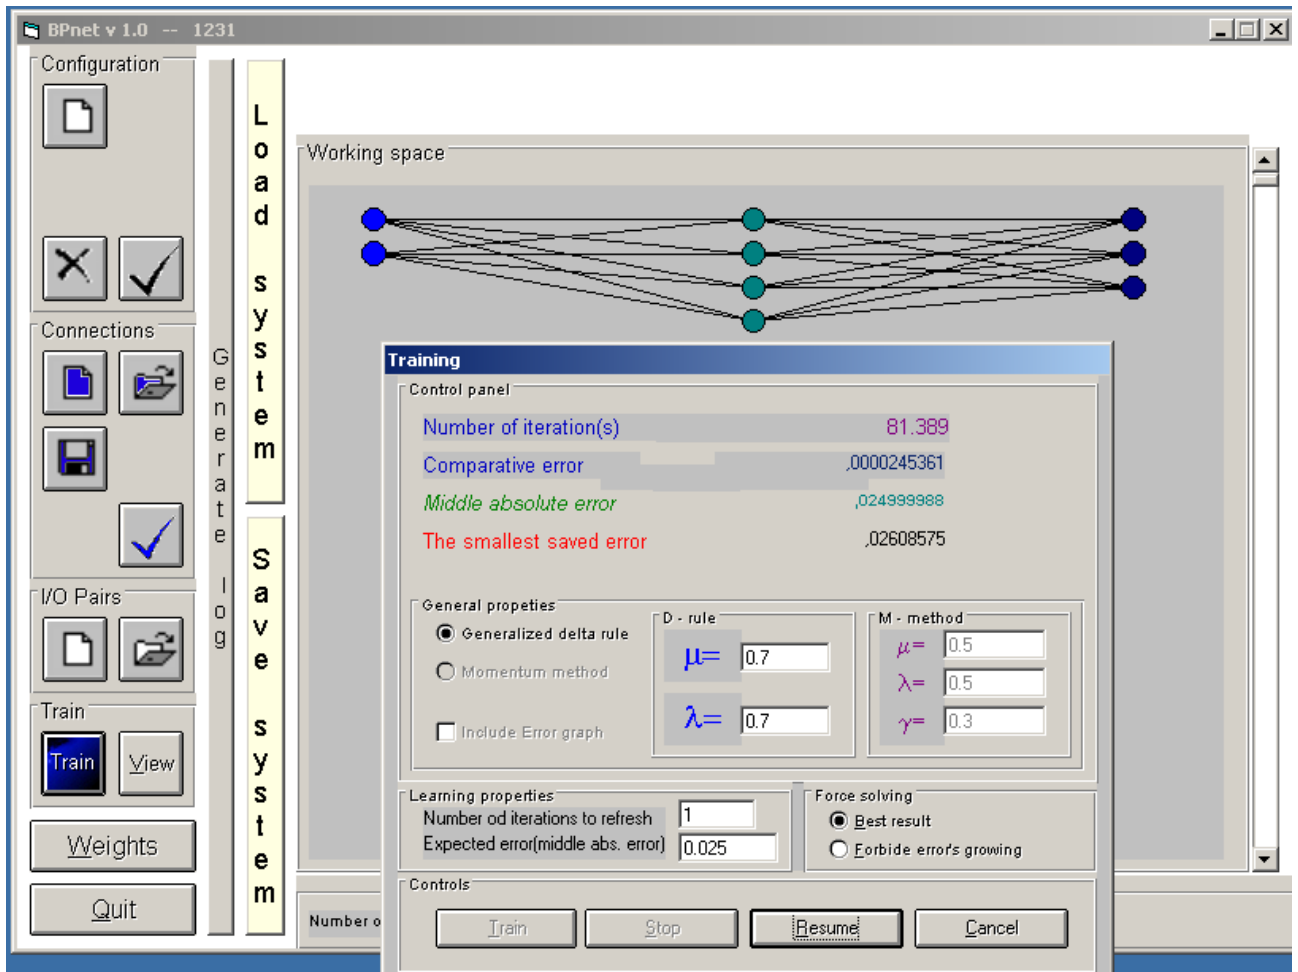 BPnet v 1.0 -- 1231
Configuration
Connections
I/O Pairs
Train
Train
View
Weights
Quit
Generate log
Load system
Save system
Working space
Number o
Training
Control panel
Number of iteration(s) 81.389
Comparative error ,0000245361
Middle absolute error ,024999988
The smallest saved error ,02608575
General propeties
Generalized delta rule
Momentum method
Include Error graph
D - rule
μ= 0.7
λ= 0.7
M - method
μ= 0.5
λ= 0.5
γ= 0.3
Learning properties
Number od iterations to refresh 1
Expected error(middle abs. error) 0.025
Force solving
Best result
Forbide error's growing
Controls
Train Stop Resume Cancel